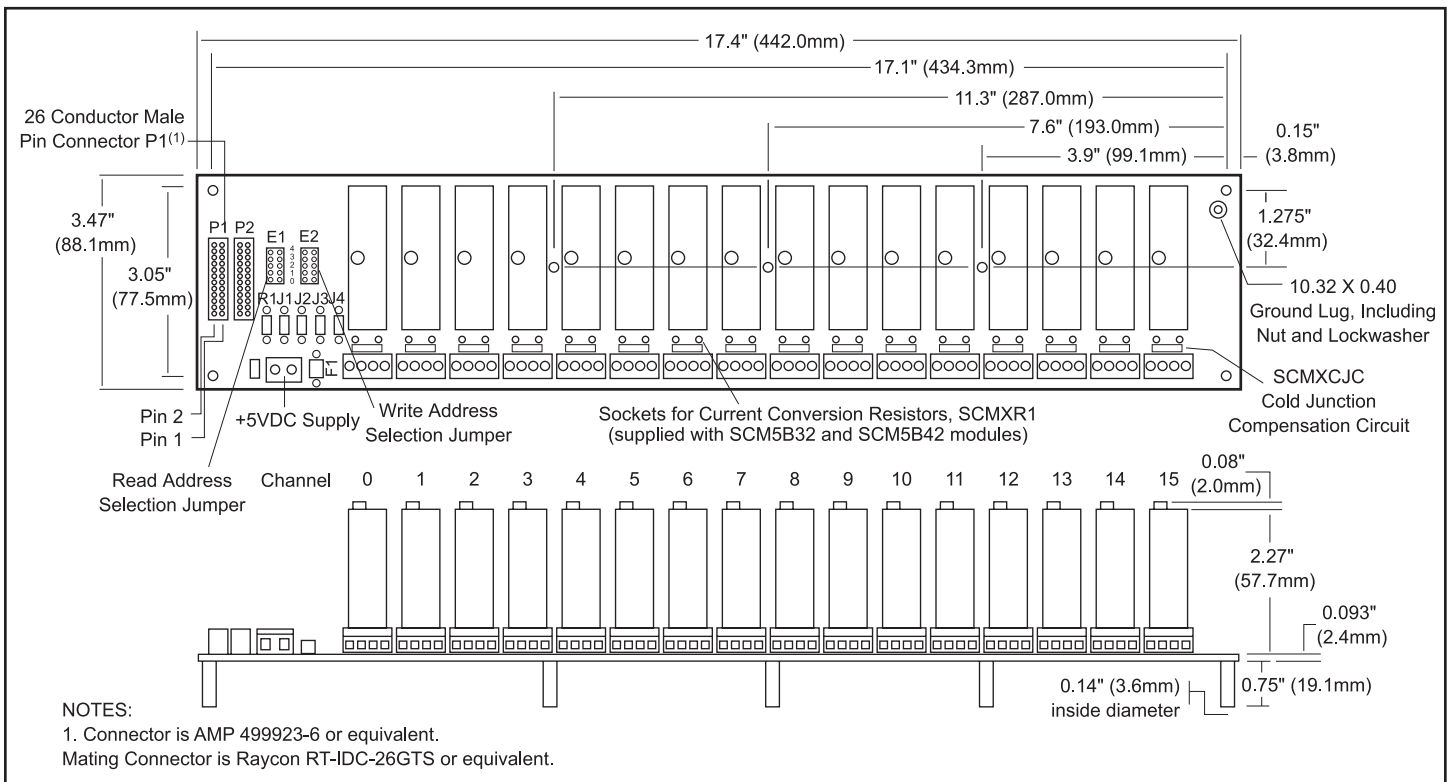 17.4" (442.0mm)
17.1" (434.3mm)
11.3" (287.0mm)
7.6" (193.0mm)
3.9" (99.1mm)
0.15"
(3.8mm)
26 Conductor Male
Pin Connector P1(1)
3.47"
(88.1mm)
3.05"
(77.5mm)
P1 P2
E1 E2
4
3
2
1
0
R1 J1 J2 J3 J4
F1
1.275"
(32.4mm)
10.32 X 0.40
Ground Lug, Including
Nut and Lockwasher
SCMXCJC
Cold Junction
Compensation Circuit
Pin 2
Pin 1
+5VDC Supply
Write Address
Selection Jumper
Sockets for Current Conversion Resistors, SCMXR1
(supplied with SCM5B32 and SCM5B42 modules)
Read Address
Selection Jumper
Channel 0 1 2 3 4 5 6 7 8 9 10 11 12 13 14 15
0.08"
(2.0mm)
2.27"
(57.7mm)
0.093"
(2.4mm)
0.14" (3.6mm)
inside diameter
0.75" (19.1mm)
NOTES:
1. Connector is AMP 499923-6 or equivalent.
Mating Connector is Raycon RT-IDC-26GTS or equivalent.